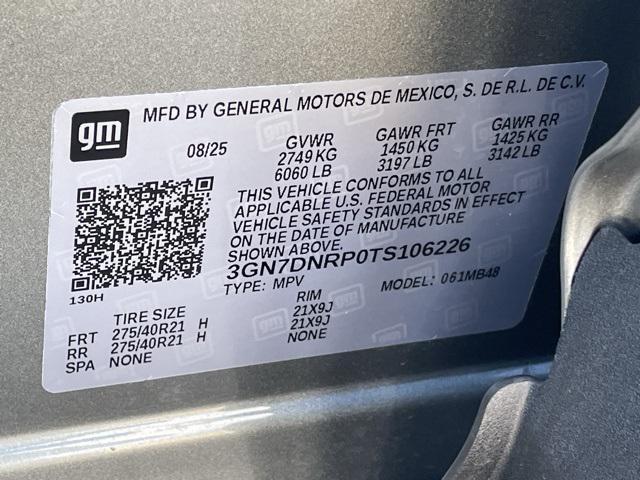 gm
MFD BY GENERAL MOTORS DE MEXICO, S. DE R.L. DE C.V.
08/25 GVWR GAWR FRT GAWR RR
2749 KG 1450 KG 1425 KG
6060 LB 3197 LB 3142 LB
THIS VEHICLE CONFORMS TO ALL
APPLICABLE U.S. FEDERAL MOTOR
VEHICLE SAFETY STANDARDS IN EFFECT
ON THE DATE OF MANUFACTURE
SHOWN ABOVE.
3GN7DNRP0TS106226
TYPE: MPV MODEL: 061MB48
130H
TIRE SIZE RIM
FRT 275/40R21 H 21X9J
RR 275/40R21 H 21X9J
SPA NONE NONE